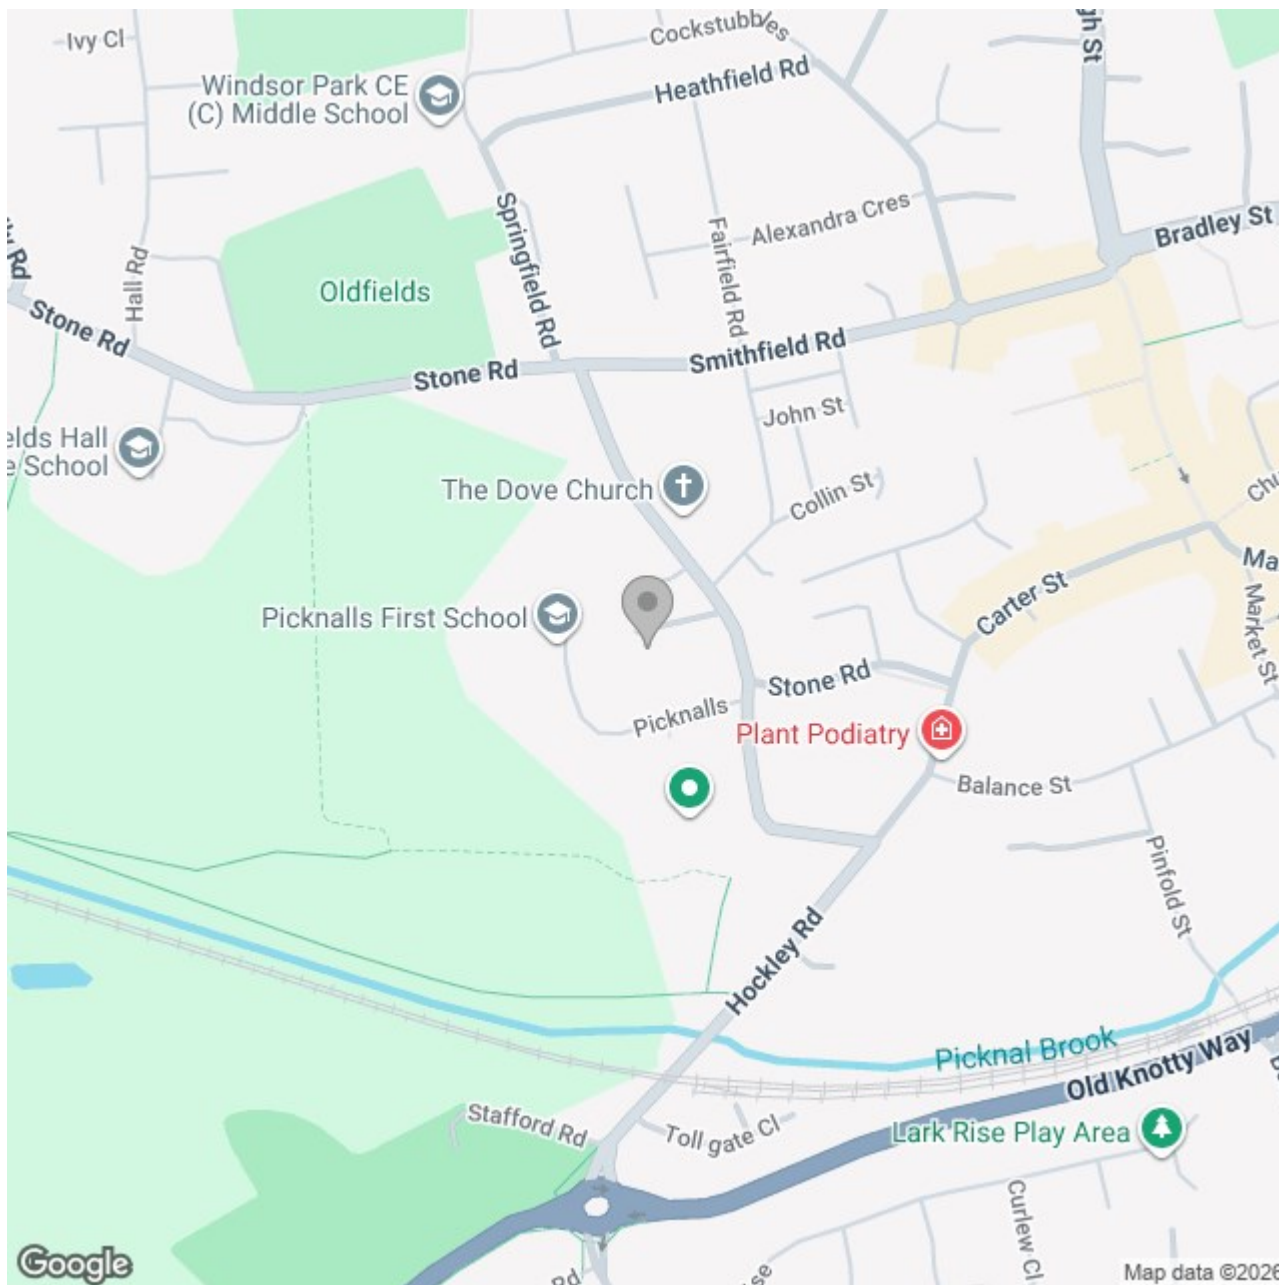 Ivy Cl
Cockstubbles
Windsor Park CE
(C) Middle School
Heathfield Rd
gh St
Springfield Rd
Fairfield Rd
Alexandra Cres
Bradley St
Hall Rd
Oldfields
Stone Rd
Stone Rd
Smithfield Rd
John St
elds Hall
e School
The Dove Church
Collin St
Carter St
Market St
Picknalls First School
Stone Rd
Picknalls
Plant Podiatry
Balance St
Pinfold St
Hockley Rd
Picknal Brook
Old Knotty Way
Stafford Rd
Toll gate Cl
Lark Rise Play Area
Curlew Cl
Rd
Google
Map data ©2026